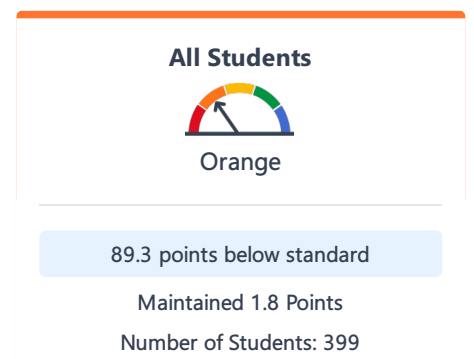 All Students
Orange
89.3 points below standard
Maintained 1.8 Points
Number of Students: 399